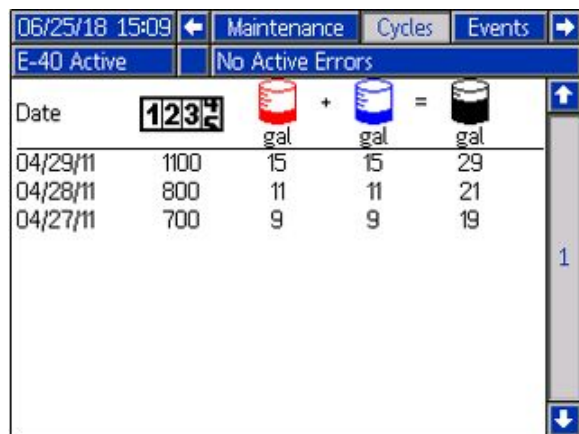 06/25/18 15:09 Maintenance Cycles Events
E-40 Active No Active Errors
Date 1234 5 + =
gal gal gal
04/29/11 1100 15 15 29
04/28/11 800 11 11 21
04/27/11 700 9 9 19
1